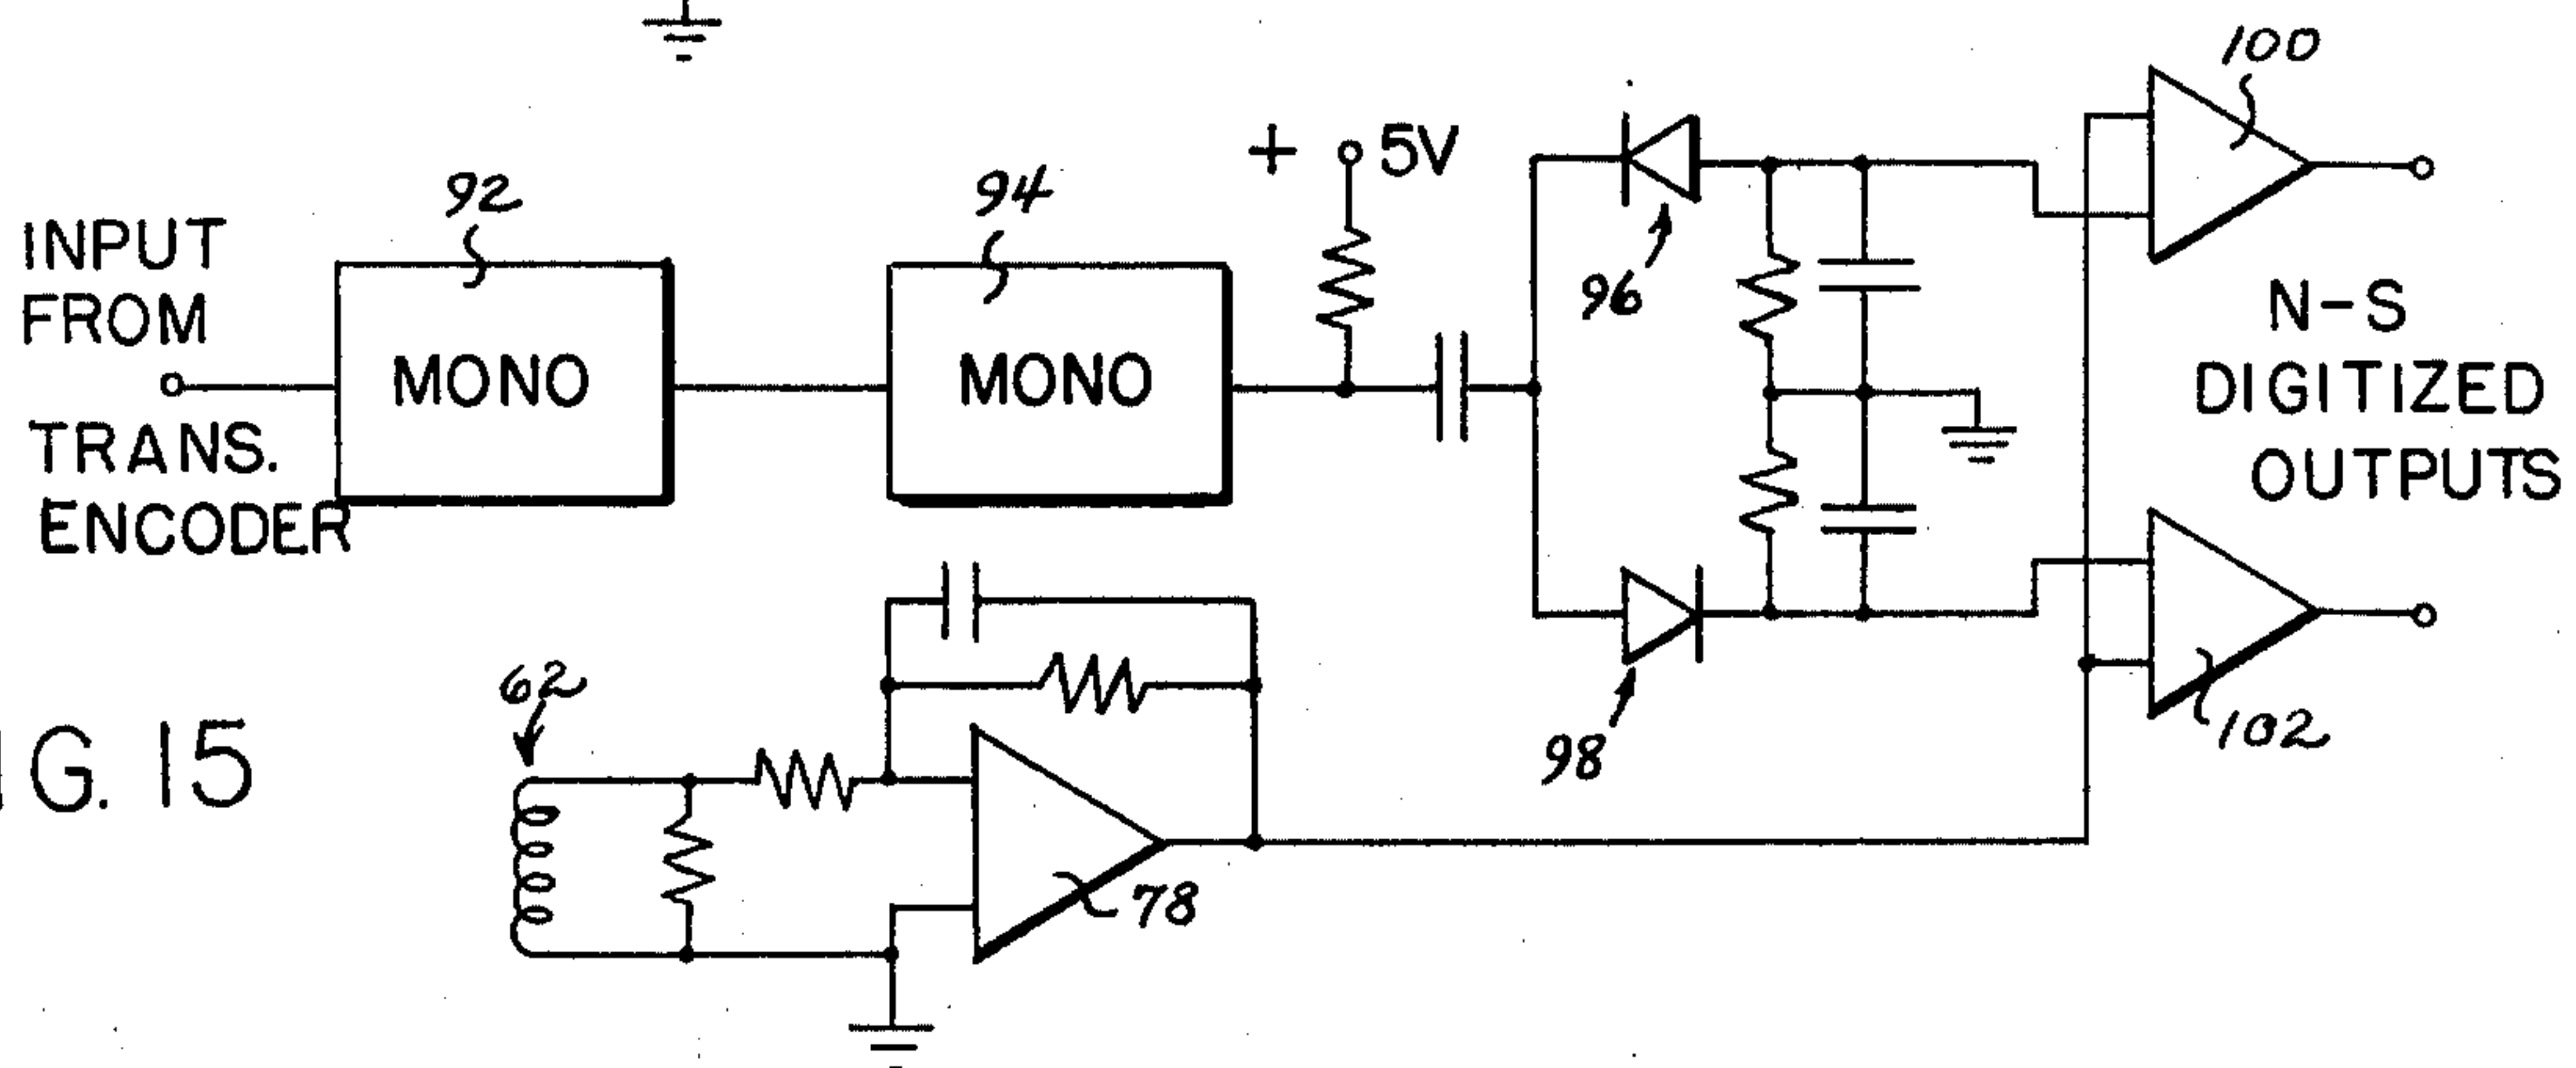 100
+ 5V
92
94
INPUT
FROM
TRANS.
ENCODER
MONO
MONO
96
N-S
DIGITIZED
OUTPUTS
62
98
102
78
IG. 15